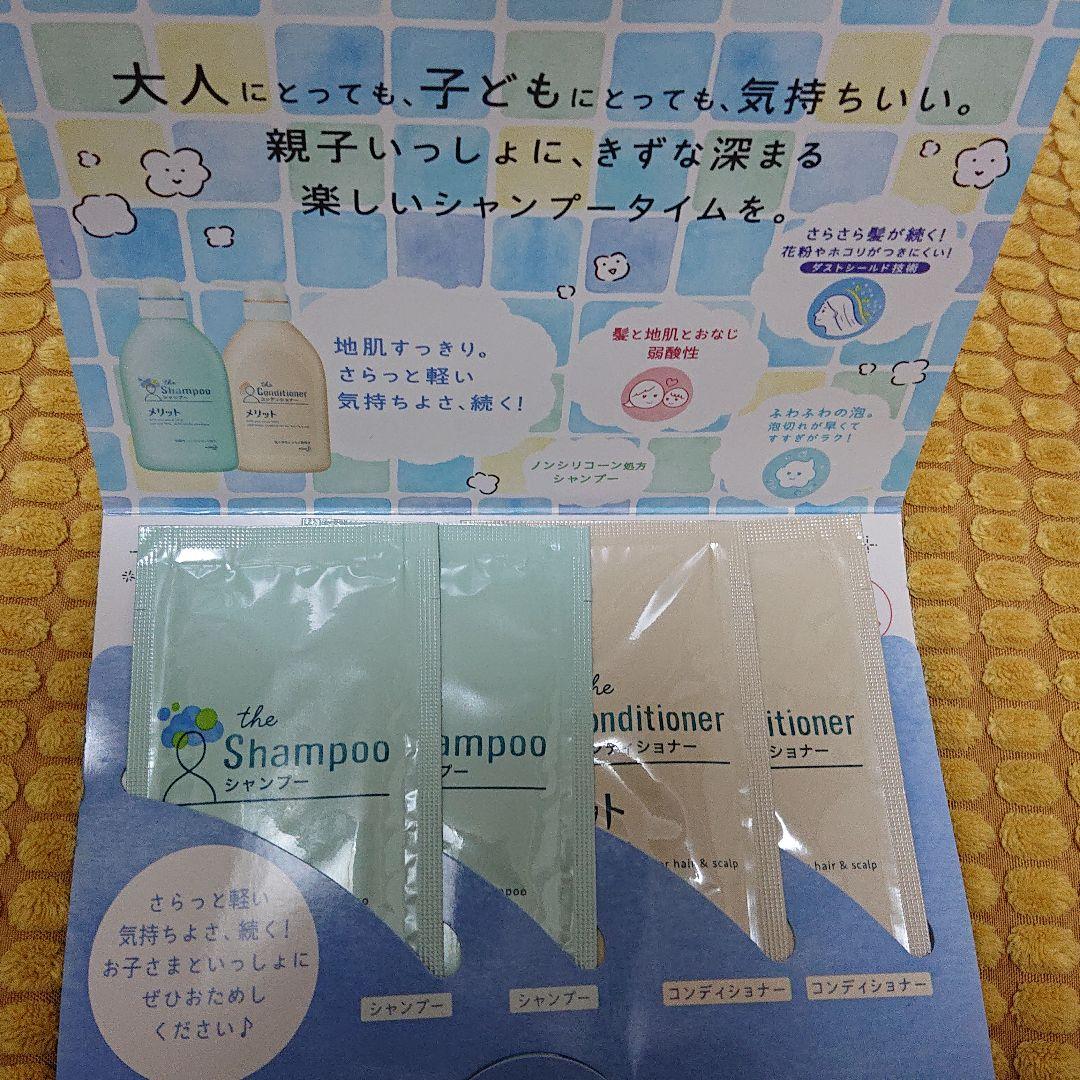 大人にとっても、子どもにとっても、気持ちいい。
親子いっしょに、きずな深まる
楽しいシャンプータイムを。
さらさら髪が続く!
花粉やホコリがつきにくい!
ダストシールド技術
髪と地肌とおなじ
弱酸性
地肌すっきり。
さらっと軽い
気持ちよさ、続く!
ふわふわの泡。
泡切れが早くて
すすぎがラク!
ノンシリコーン処方
シャンプー
the
Shampoo
シャンプー
メリット
the
Conditioner
コンディショナー
メリット
the
Shampoo
シャンプー
ampoo
プー
he
onditioner
ンディショナー
ット
r hair & scalp
itioner
ショナー
hair & scalp
poo
さらっと軽い
気持ちよさ、続く!
お子さまといっしょに
ぜひおためし
ください♪
シャンプー
シャンプー
コンディショナー
コンディショナー